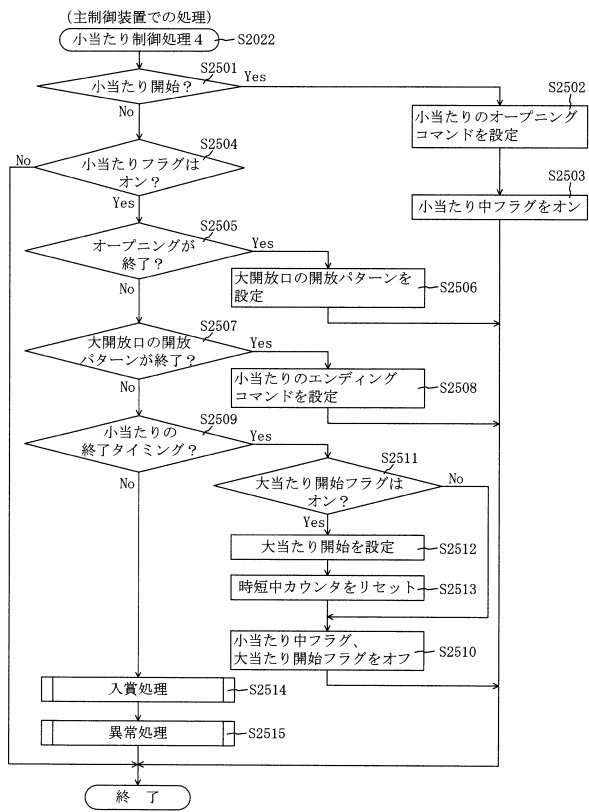 (主制御装置での処理)
小当たり制御処理4
S2022
S2501
小当たり開始?
Yes
No
S2502
小当たりのオープニング
コマンドを設定
S2503
小当たり中フラグをオン
S2504
小当たりフラグは
オン?
No
Yes
S2505
オープニングが
終了?
Yes
No
大開放口の開放パターンを
設定
S2506
S2507
大開放口の開放
パターンが終了?
Yes
No
小当たりのエンディング
コマンドを設定
S2508
S2509
小当たりの
終了タイミング?
Yes
No
S2511
大当たり開始フラグは
オン?
No
Yes
大当たり開始を設定
S2512
時短中カウンタをリセット
S2513
小当たり中フラグ、
大当たり開始フラグをオフ
S2510
入賞処理
S2514
異常処理
S2515
終 了